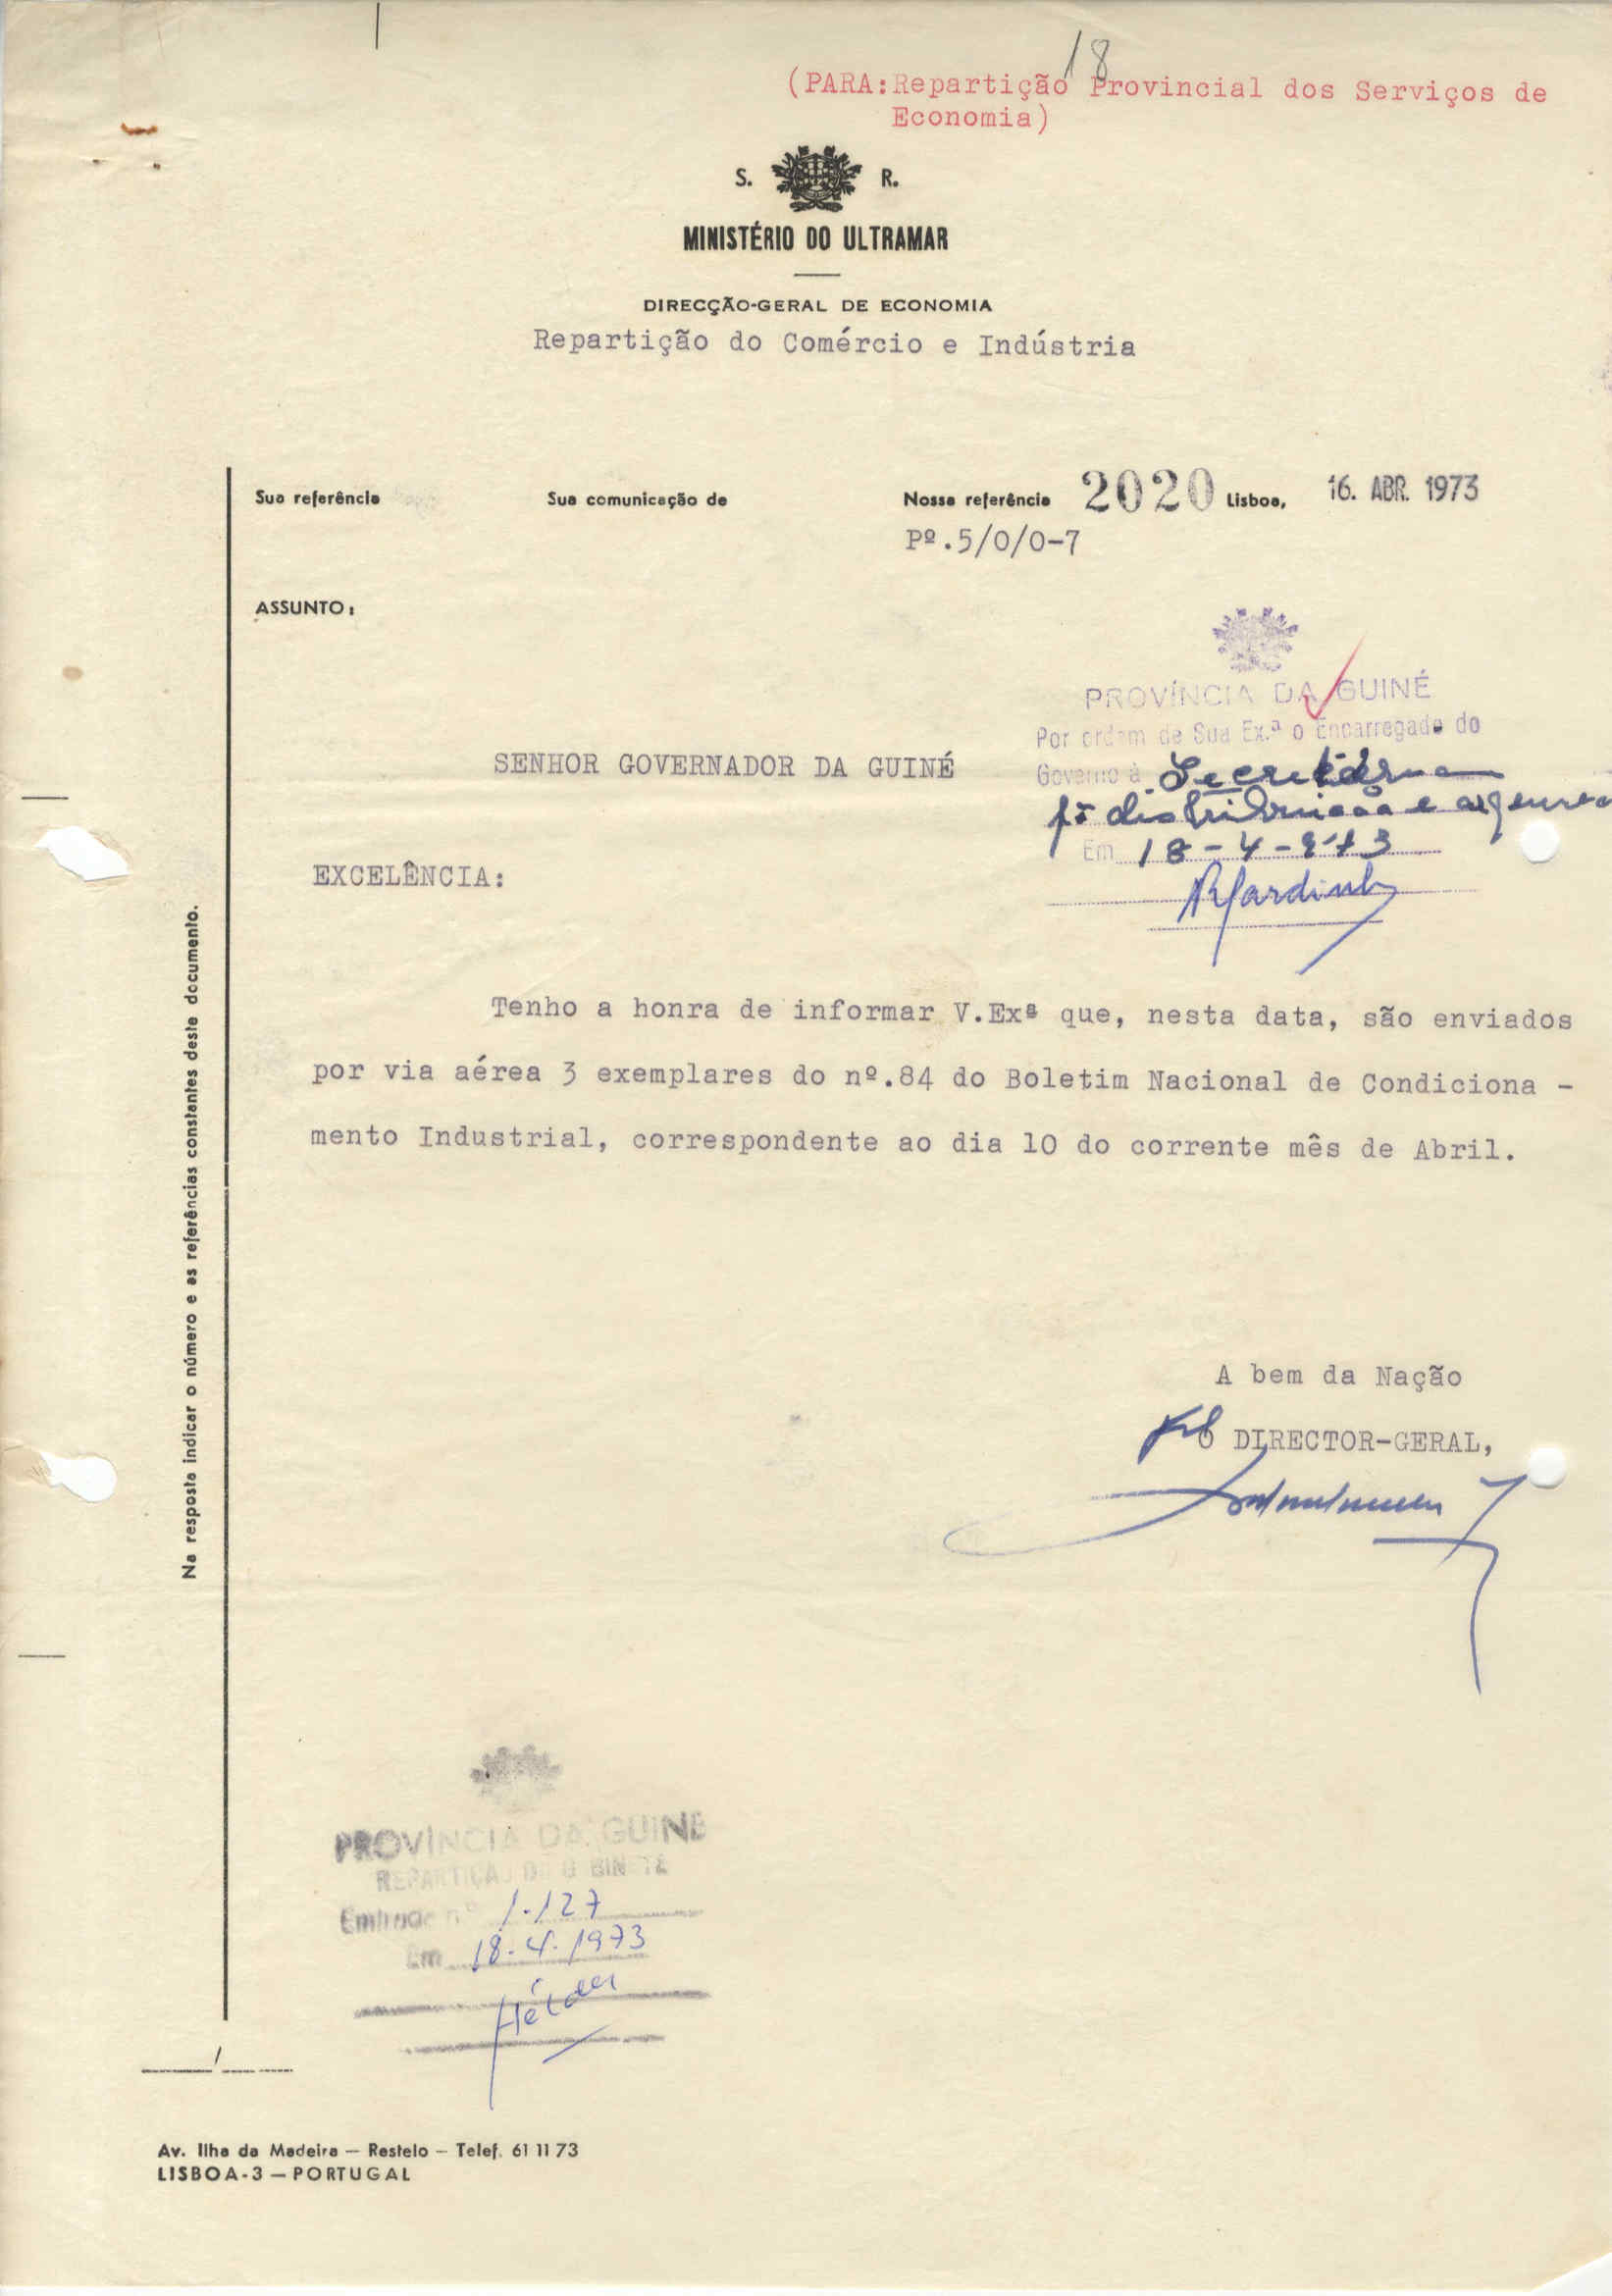 18
(PARA:Repartição Provincial dos Serviços de
Economia)
S. R.
MINISTÉRIO DO ULTRAMAR
DIRECÇÃO-GERAL DE ECONOMIA
Repartição do Comércio e Indústria
Sua referência Sua comunicação de Nossa referência 2020 Lisboa, 16. ABR. 1973
Pº.5/0/0-7
ASSUNTO:
PROVÍNCIA DA GUINÉ
Por ordem de Sua Ex.ª o Encarregado do
Governo à Secretaria
pª distribuição e
Em 18-4-973
SENHOR GOVERNADOR DA GUINÉ
EXCELÊNCIA:
Tenho a honra de informar V.Exª que, nesta data, são enviados
por via aérea 3 exemplares do nº.84 do Boletim Nacional de Condiciona -
mento Industrial, correspondente ao dia 10 do corrente mês de Abril.
A bem da Nação
O DIRECTOR-GERAL,
Na resposta indicar o número e as referências constantes deste documento.
PROVÍNCIA DA GUINÉ
REPARTIÇÃO DO GABINETE
Entrada nº 1.127
Em 18.4.1973
Hélder
Av. Ilha da Madeira — Restelo — Telef. 61 11 73
LISBOA-3 — PORTUGAL